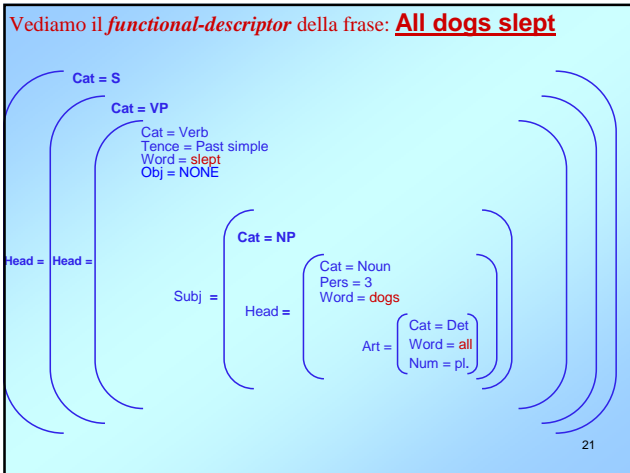 Vediamo il functional-descriptor della frase: All dogs slept
Cat = S
Cat = VP
Cat = Verb
Tence = Past simple
Word = slept
Obj = NONE
Cat = NP
Head = Head =
Cat = Noun
Pers = 3
Subj =
Word = dogs
Head =
Cat = Det
Art =
Word = all
Num = pl.
21